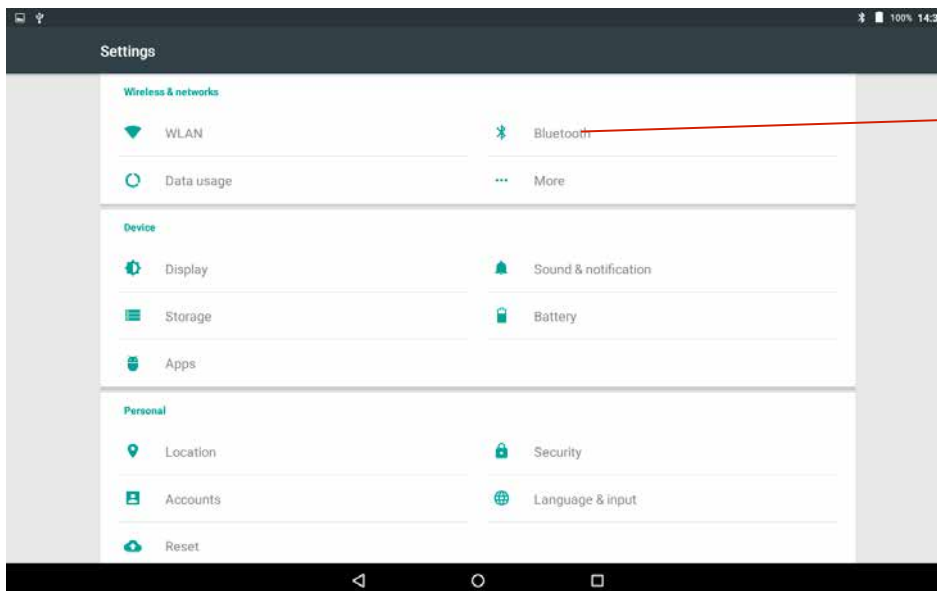 100% 14:3
Settings
Wireless & networks
WLAN
Bluetooth
Data usage
More
Device
Display
Sound & notification
Storage
Battery
Apps
Personal
Location
Security
Accounts
Language & input
Reset